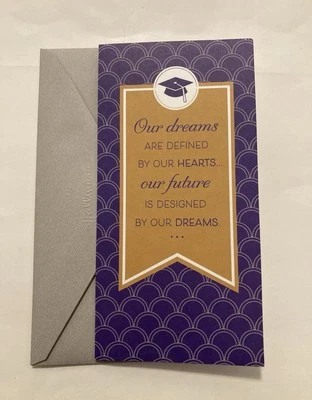 Our dreams
ARE DEFINED
BY OUR HEARTS...
our future
IS DESIGNED
BY OUR DREAMS.
...